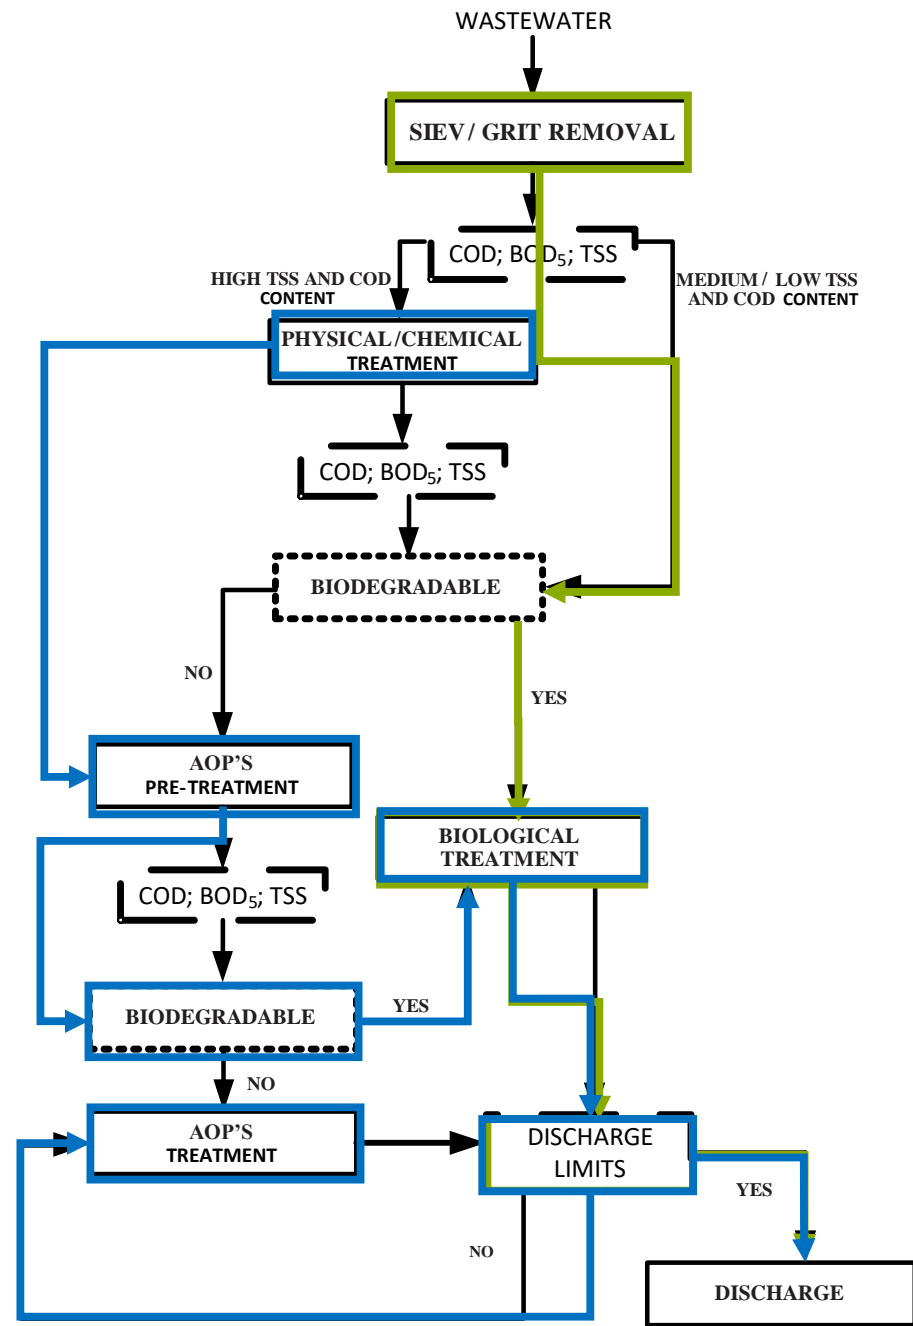 WASTEWATER
SIEV / GRIT REMOVAL
COD; BOD₅; TSS
HIGH TSS AND COD
CONTENT
MEDIUM / LOW TSS
AND COD CONTENT
PHYSICAL /CHEMICAL
TREATMENT
COD; BOD₅; TSS
BIODEGRADABLE
NO
YES
AOP'S
PRE-TREATMENT
BIOLOGICAL
TREATMENT
COD; BOD₅; TSS
BIODEGRADABLE
YES
NO
AOP'S
TREATMENT
DISCHARGE
LIMITS
YES
NO
DISCHARGE